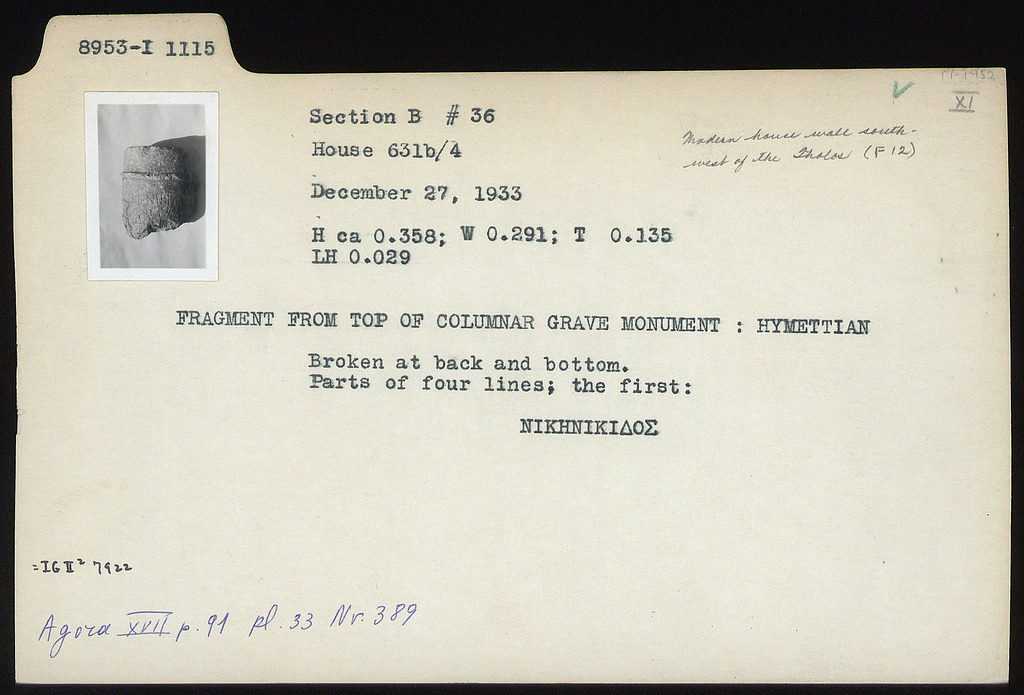 8953-I 1115
XI
Section B # 36
House 631b/4
Modern house wall south-
west of the Tholos (F 12)
December 27, 1933
H ca 0.358; W 0.291; T 0.135
LH 0.029
FRAGMENT FROM TOP OF COLUMNAR GRAVE MONUMENT : HYMETTIAN
Broken at back and bottom.
Parts of four lines; the first:
ΝΙΚΗΝΙΚΙΔΟΣ
=IG II² 7922
Agora XVII p. 91 pl. 33 Nr. 389